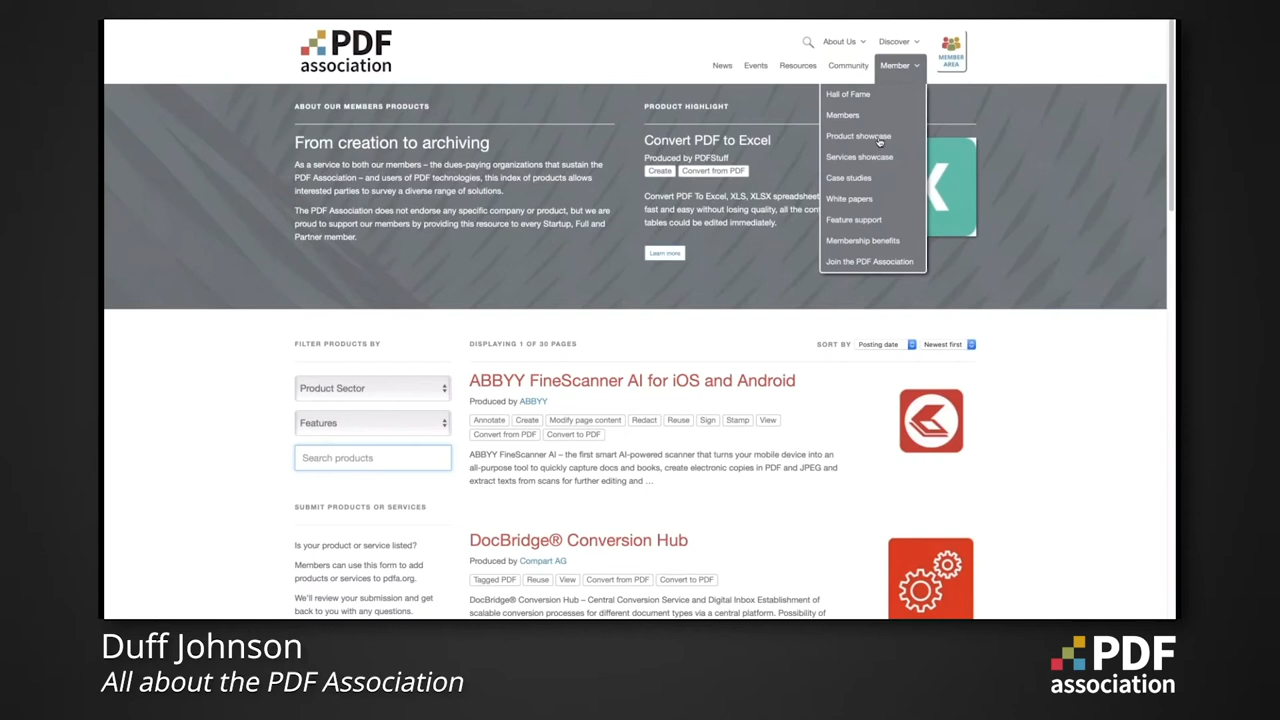 PDF
association
About Us
Discover
MEMBER
AREA
News
Events
Resources
Community
Member
Hall of Fame
Members
Product showcase
Services showcase
Case studies
White papers
Feature support
Membership benefits
Join the PDF Association
ABOUT OUR MEMBERS PRODUCTS
From creation to archiving
As a service to both our members – the dues-paying organizations that sustain the
PDF Association – and users of PDF technologies, this index of products allows
interested parties to survey a diverse range of solutions.
The PDF Association does not endorse any specific company or product, but we are
proud to support our members by providing this resource to every Startup, Full and
Partner member.
PRODUCT HIGHLIGHT
Convert PDF to Excel
Produced by PDFStuff
Create
Convert from PDF
Convert PDF To Excel, XLS, XLSX spreadsheet
fast and easy without losing quality, all the con
tables could be edited immediately.
Learn more
X
FILTER PRODUCTS BY
Product Sector
Features
Search products
SUBMIT PRODUCTS OR SERVICES
Is your product or service listed?
Members can use this form to add
products or services to pdfa.org.
We'll review your submission and get
back to you with any questions.
DISPLAYING 1 OF 30 PAGES
SORT BY
Posting date
Newest first
ABBYY FineScanner AI for iOS and Android
Produced by ABBYY
Annotate Create Modify page content Redact Reuse Sign Stamp View
Convert from PDF Convert to PDF
ABBYY FineScanner AI – the first smart AI-powered scanner that turns your mobile device into an
all-purpose tool to quickly capture docs and books, create electronic copies in PDF and JPEG and
extract texts from scans for further editing and ...
DocBridge® Conversion Hub
Produced by Compart AG
Tagged PDF Reuse View Convert from PDF Convert to PDF
DocBridge® Conversion Hub – Central Conversion Service and Digital Inbox Establishment of
scalable conversion processes for different document types via a central platform. Possibility of
Duff Johnson
All about the PDF Association
PDF
association